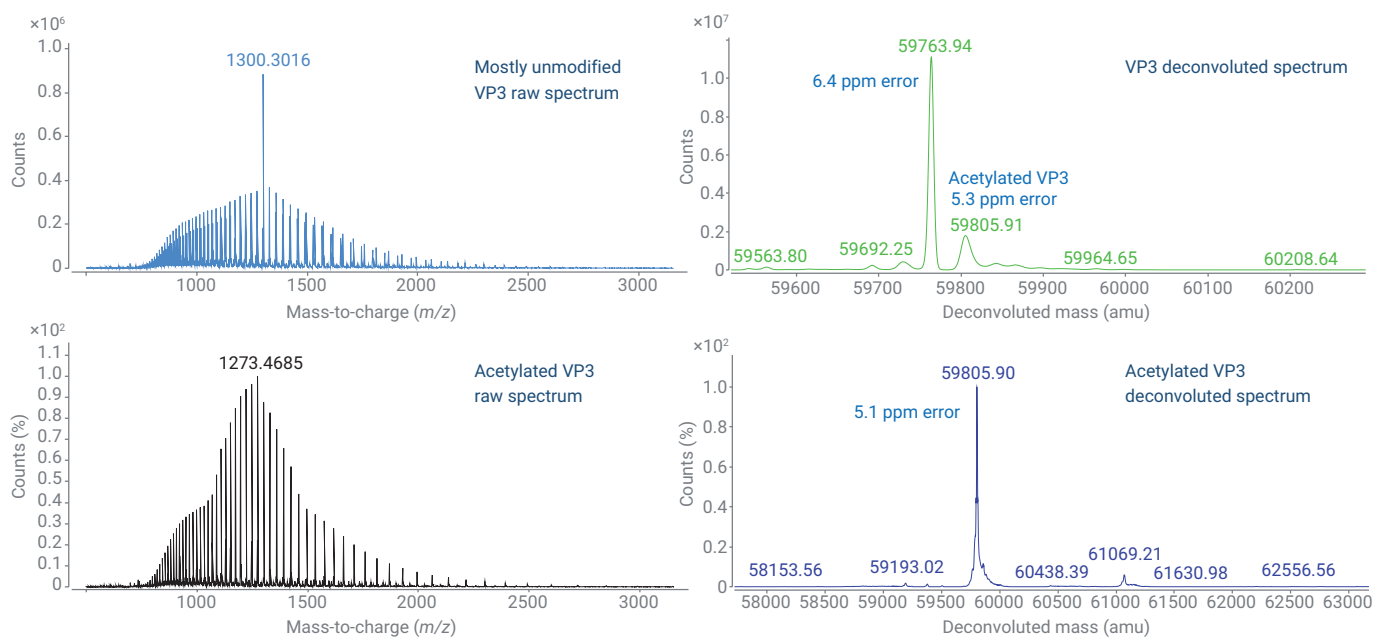 ×10⁶
1.0
0.8
0.6
0.4
0.2
0
Counts
1300.3016
Mostly unmodified
VP3 raw spectrum
1000 1500 2000 2500 3000
Mass-to-charge (m/z)
×10⁷
1.0
0.8
0.6
0.4
0.2
0
Counts
59763.94
6.4 ppm error
VP3 deconvoluted spectrum
Acetylated VP3
5.3 ppm error
59805.91
59563.80
59692.25
59964.65
60208.64
59600 59700 59800 59900 60000 60100 60200
Deconvoluted mass (amu)
×10²
1.1
1.0
0.9
0.8
0.7
0.6
0.5
0.4
0.2
0.3
0.1
0
Counts (%)
1273.4685
Acetylated VP3
raw spectrum
1000 1500 2000 2500 3000
Mass-to-charge (m/z)
×10²
1.0
0.8
0.6
0.4
0.2
0
Counts (%)
59805.90
5.1 ppm error
Acetylated VP3
deconvoluted spectrum
58153.56
59193.02
60438.39
61069.21
61630.98
62556.56
58000 58500 59000 59500 60000 60500 61000 61500 62000 62500 63000
Deconvoluted mass (amu)